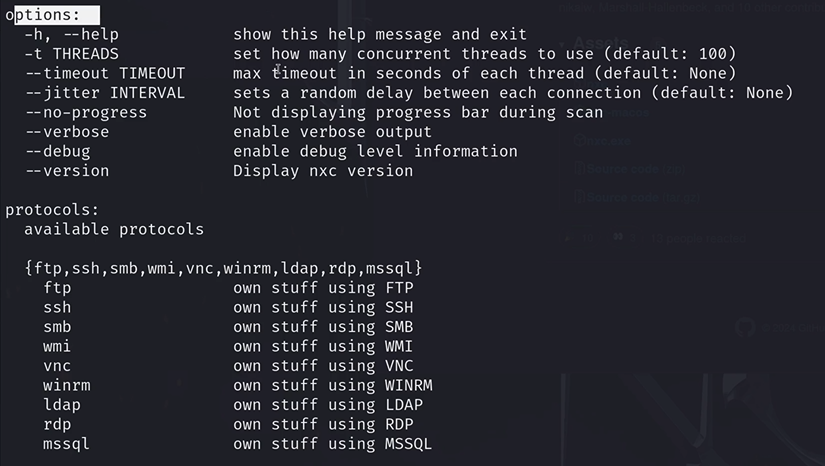 options:
-h, --help show this help message and exit
-t THREADS set how many concurrent threads to use (default: 100)
--timeout TIMEOUT max timeout in seconds of each thread (default: None)
--jitter INTERVAL sets a random delay between each connection (default: None)
--no-progress Not displaying progress bar during scan
--verbose enable verbose output
--debug enable debug level information
--version Display nxc version
protocols:
available protocols
{ftp,ssh,smb,wmi,vnc,winrm,ldap,rdp,mssql}
ftp own stuff using FTP
ssh own stuff using SSH
smb own stuff using SMB
wmi own stuff using WMI
vnc own stuff using VNC
winrm own stuff using WINRM
ldap own stuff using LDAP
rdp own stuff using RDP
mssql own stuff using MSSQL
Assets
Source code
Source code